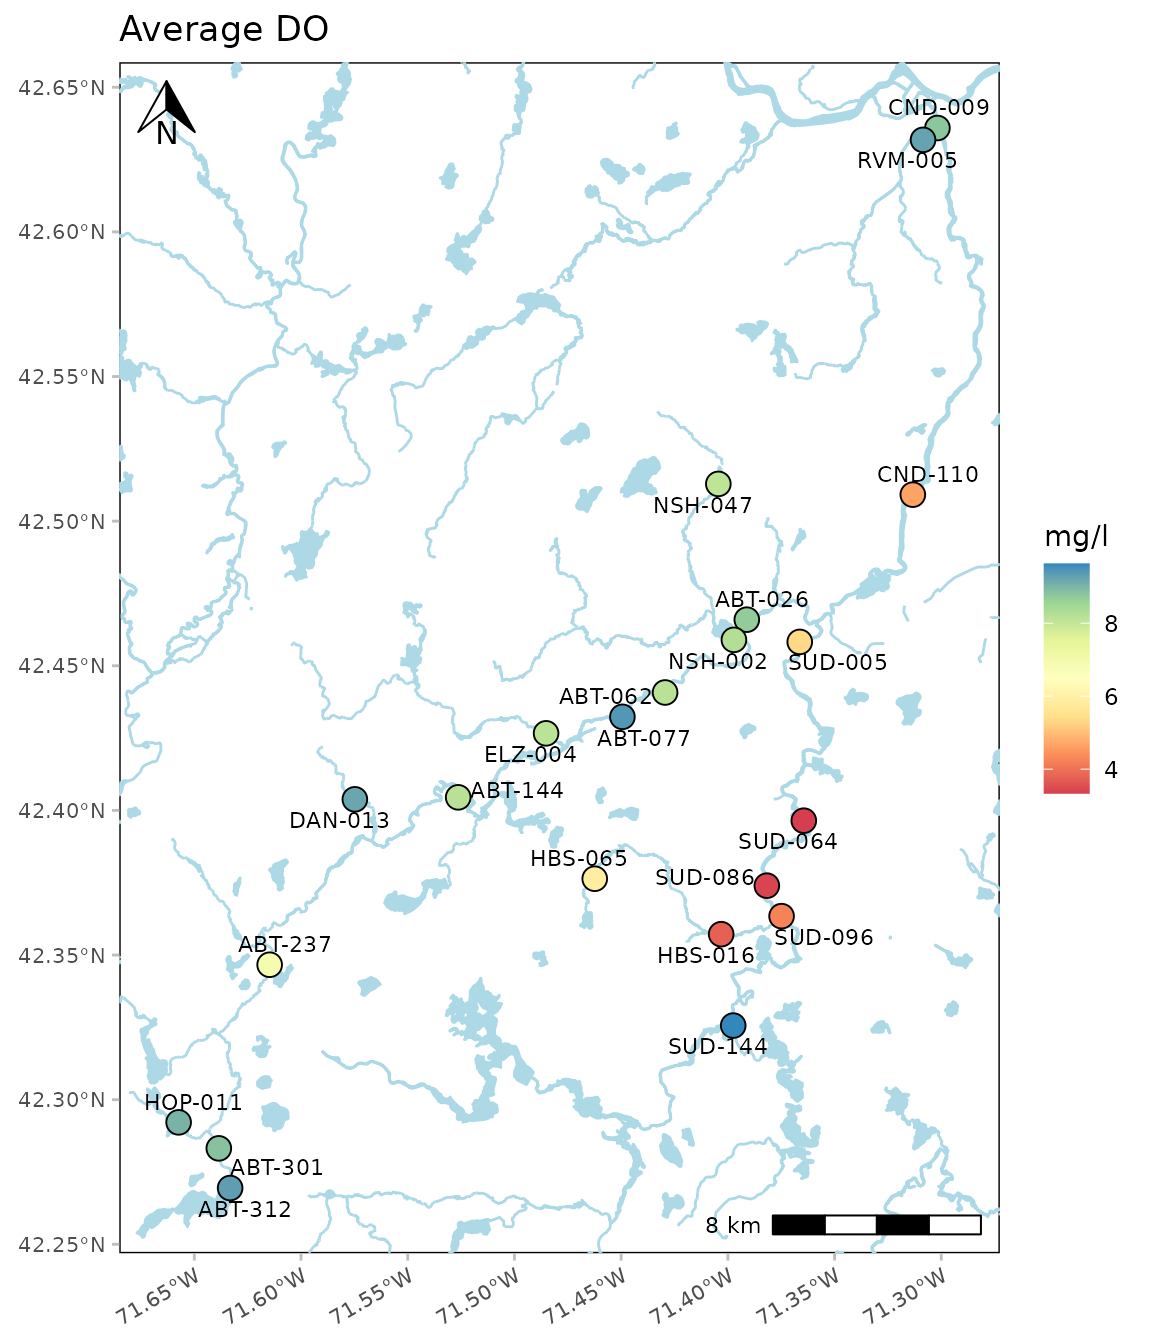 Average DO
42.65°N
N
CND-009
RVM-005
42.60°N
42.55°N
CND-110
NSH-047
42.50°N
mg/l
ABT-026
8
NSH-002
SUD-005
42.45°N
ABT-062
6
ABT-077
ELZ-004
4
ABT-144
42.40°N
DAN-013
SUD-064
HBS-065
SUD-086
ABT-237
SUD-096
42.35°N
HBS-016
SUD-144
42.30°N
HOP-011
ABT-301
ABT-312
8 km
42.25°N
71.65°W
71.60°W
71.55°W
71.50°W
71.45°W
71.40°W
71.35°W
71.30°W